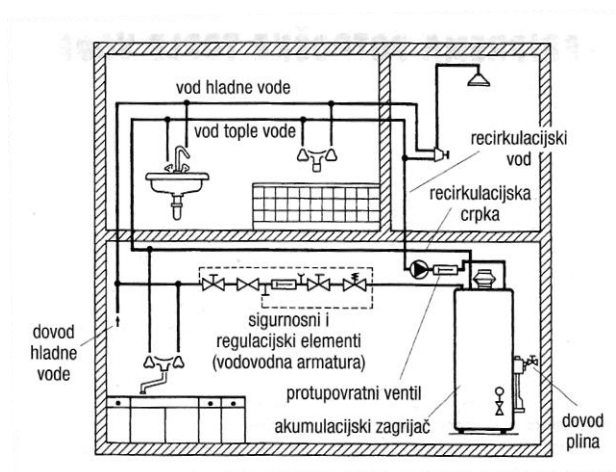 vod hladne vode
vod tople vode
recirkulacijski
vod
recirkulacijska
crpka
sigurnosni i
regulacijski elementi
(vodovodna armatura)
dovod
hladne
vode
protupovratni ventil
akumulacijski zagrijač
dovod
plina